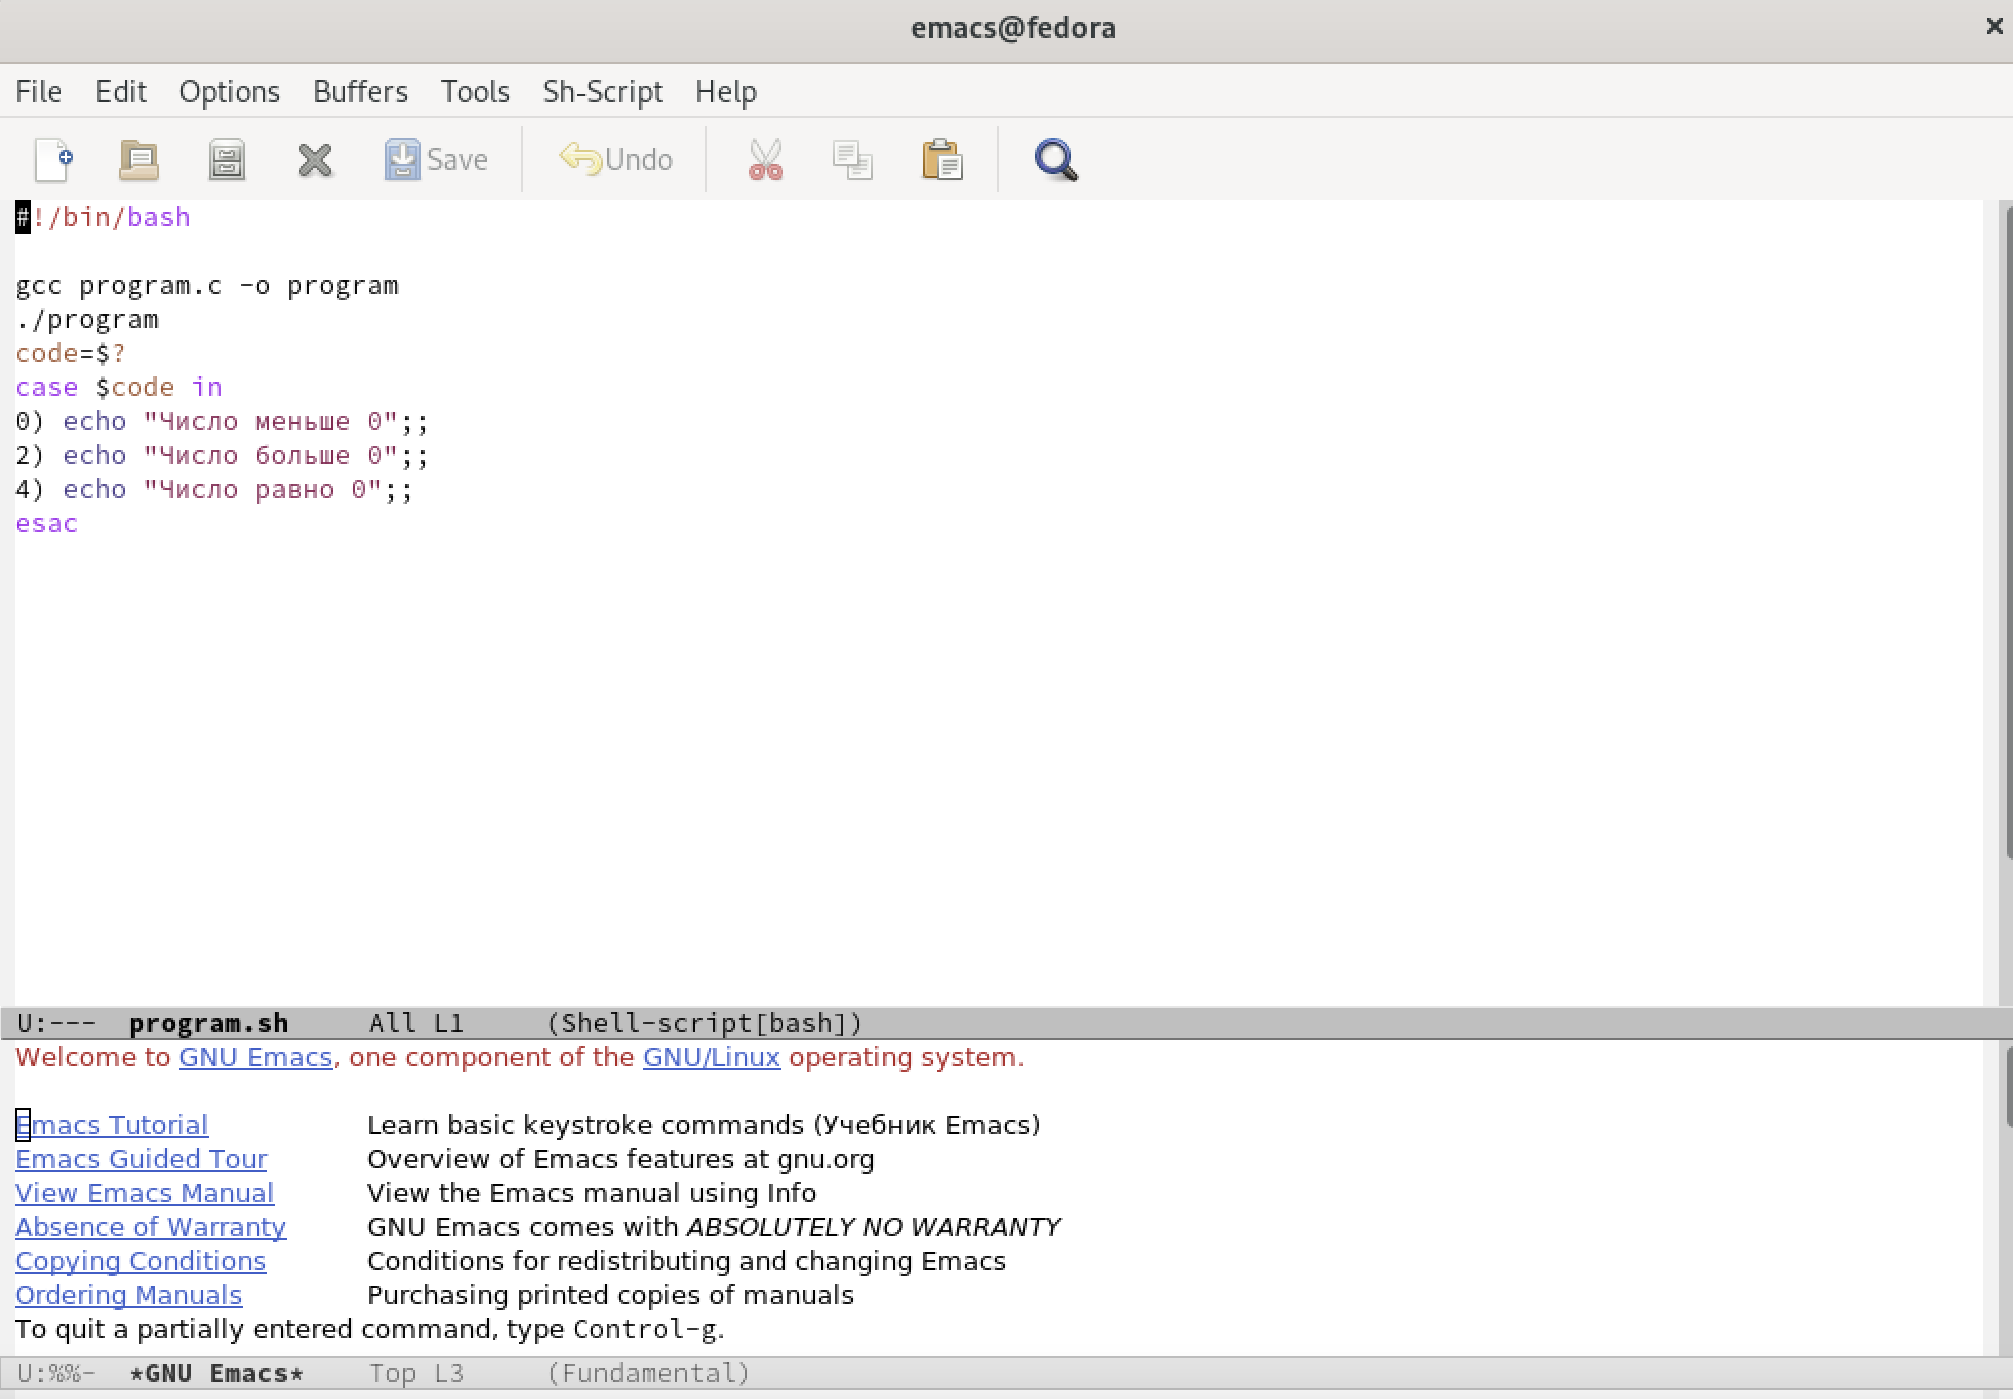 emacs@fedora
File Edit Options Buffers Tools Sh-Script Help
Save Undo
#!/bin/bash
gcc program.c -o program
./program
code=$?
case $code in
0) echo "Число меньше 0";;
2) echo "Число больше 0";;
4) echo "Число равно 0";;
esac
U:--- program.sh All L1 (Shell-script[bash])
Welcome to GNU Emacs, one component of the GNU/Linux operating system.
Emacs Tutorial Learn basic keystroke commands (Учебник Emacs)
Emacs Guided Tour Overview of Emacs features at gnu.org
View Emacs Manual View the Emacs manual using Info
Absence of Warranty GNU Emacs comes with ABSOLUTELY NO WARRANTY
Copying Conditions Conditions for redistributing and changing Emacs
Ordering Manuals Purchasing printed copies of manuals
To quit a partially entered command, type Control-g.
U:%%- *GNU Emacs* Top L3 (Fundamental)